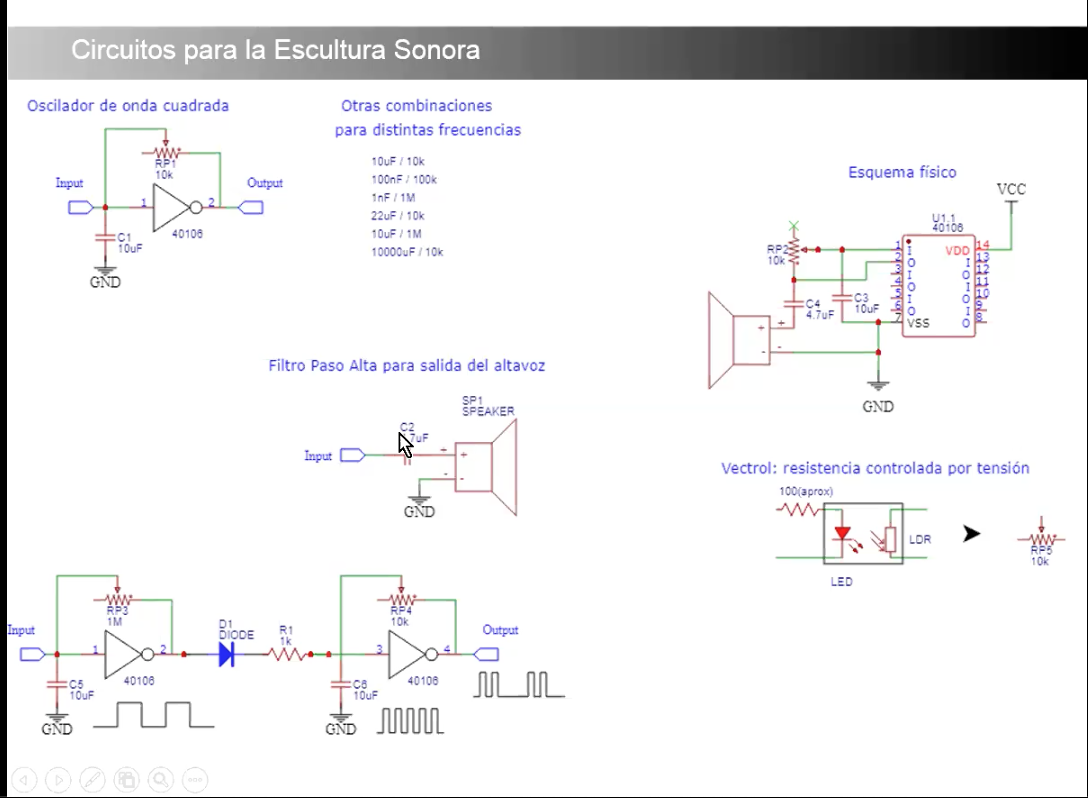 Circuitos para la Escultura Sonora
Oscilador de onda cuadrada
RP1
10k
Input
Output
1
2
40106
C1
10uF
GND
Otras combinaciones
para distintas frecuencias
10uF / 10k
100nF / 100k
1nF / 1M
22uF / 10k
10uF / 1M
10000uF / 10k
Esquema físico
VCC
U1.1
40106
RP2
10k
1
2
3
4
5
6
7
I
O
I
O
I
O
VSS
VDD
I
O
I
O
I
O
14
13
12
11
10
9
8
C4
4.7uF
C3
10uF
+
-
+
-
GND
Filtro Paso Alta para salida del altavoz
SP1
SPEAKER
C2
7uF
Input
+
-
+
-
GND
Vectrol: resistencia controlada por tensión
100(aprox)
LDR
LED
RP5
10k
RP3
1M
Input
1
2
40106
C5
10uF
GND
D1
DIODE
R1
1k
RP4
10k
3
4
40106
Output
C6
10uF
GND